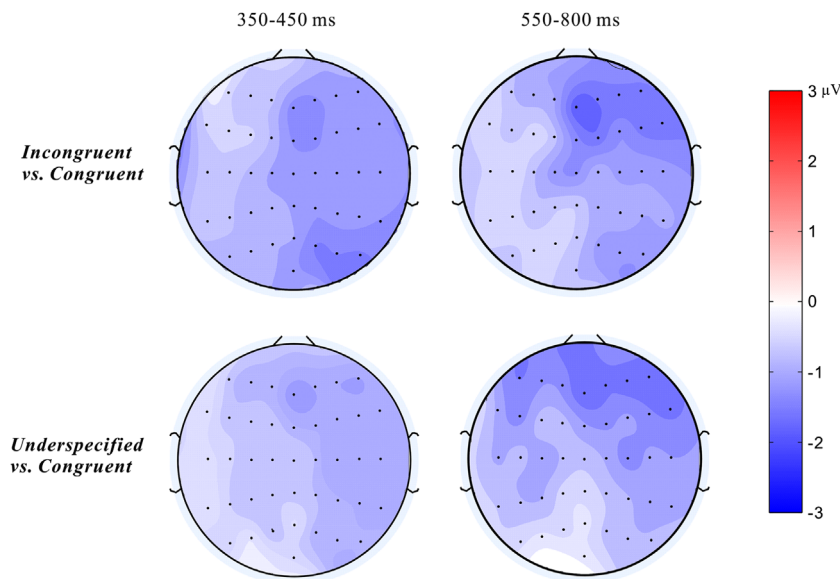 350-450 ms
550-800 ms
Incongruent
vs. Congruent
Underspecified
vs. Congruent
3 μV
2
1
0
-1
-2
-3